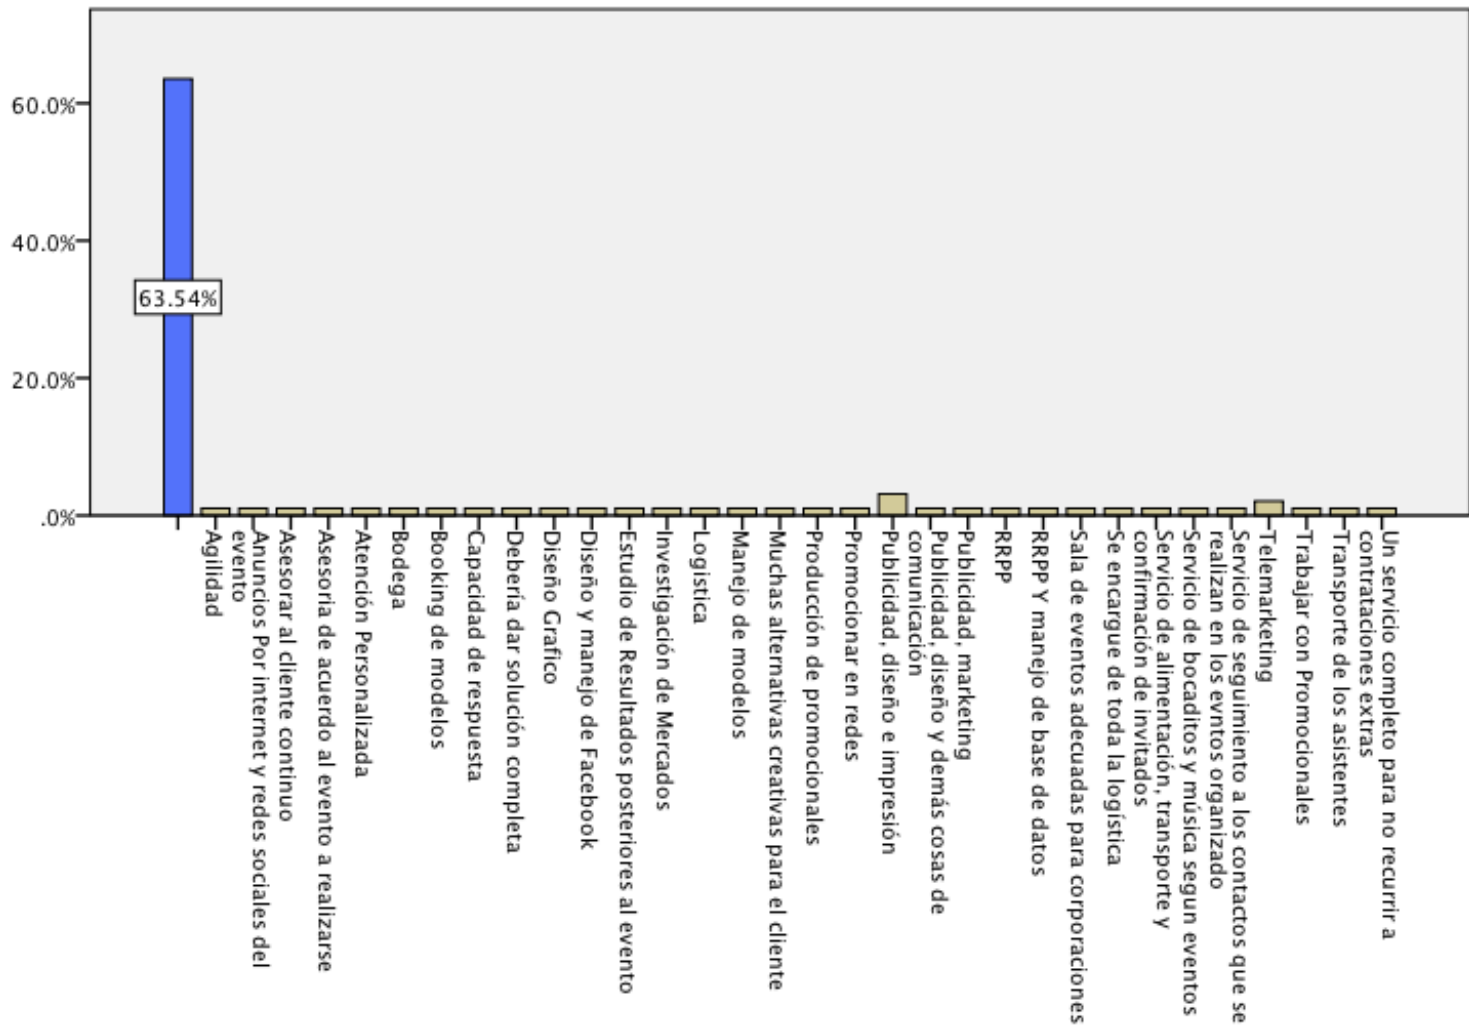 60.0%
40.0%
20.0%
.0%
63.54%
Agilidad
Anuncios Por internet y redes sociales del
evento
Asesorar al cliente continuo
Asesoria de acuerdo al evento a realizarse
Atención Personalizada
Bodega
Booking de modelos
Capacidad de respuesta
Debería dar solución completa
Diseño Grafico
Diseño y manejo de Facebook
Estudio de Resultados posteriores al evento
Investigación de Mercados
Logistica
Manejo de modelos
Muchas alternativas creativas para el cliente
Producción de promocionales
Promocionar en redes
Publicidad, diseño e impresión
Publicidad, diseño y demás cosas de
comunicación
Publicidad, marketing
RRPP
RRPP Y manejo de base de datos
Sala de eventos adecuadas para corporaciones
Se encargue de toda la logística
Servicio de alimentación, transporte y
confirmación de invitados
Servicio de bocaditos y música segun eventos
Servicio de seguimiento a los contactos que se
realizan en los evntos organizado
Telemarketing
Trabajar con Promocionales
Transporte de los asistentes
Un servicio completo para no recurrir a
contrataciones extras